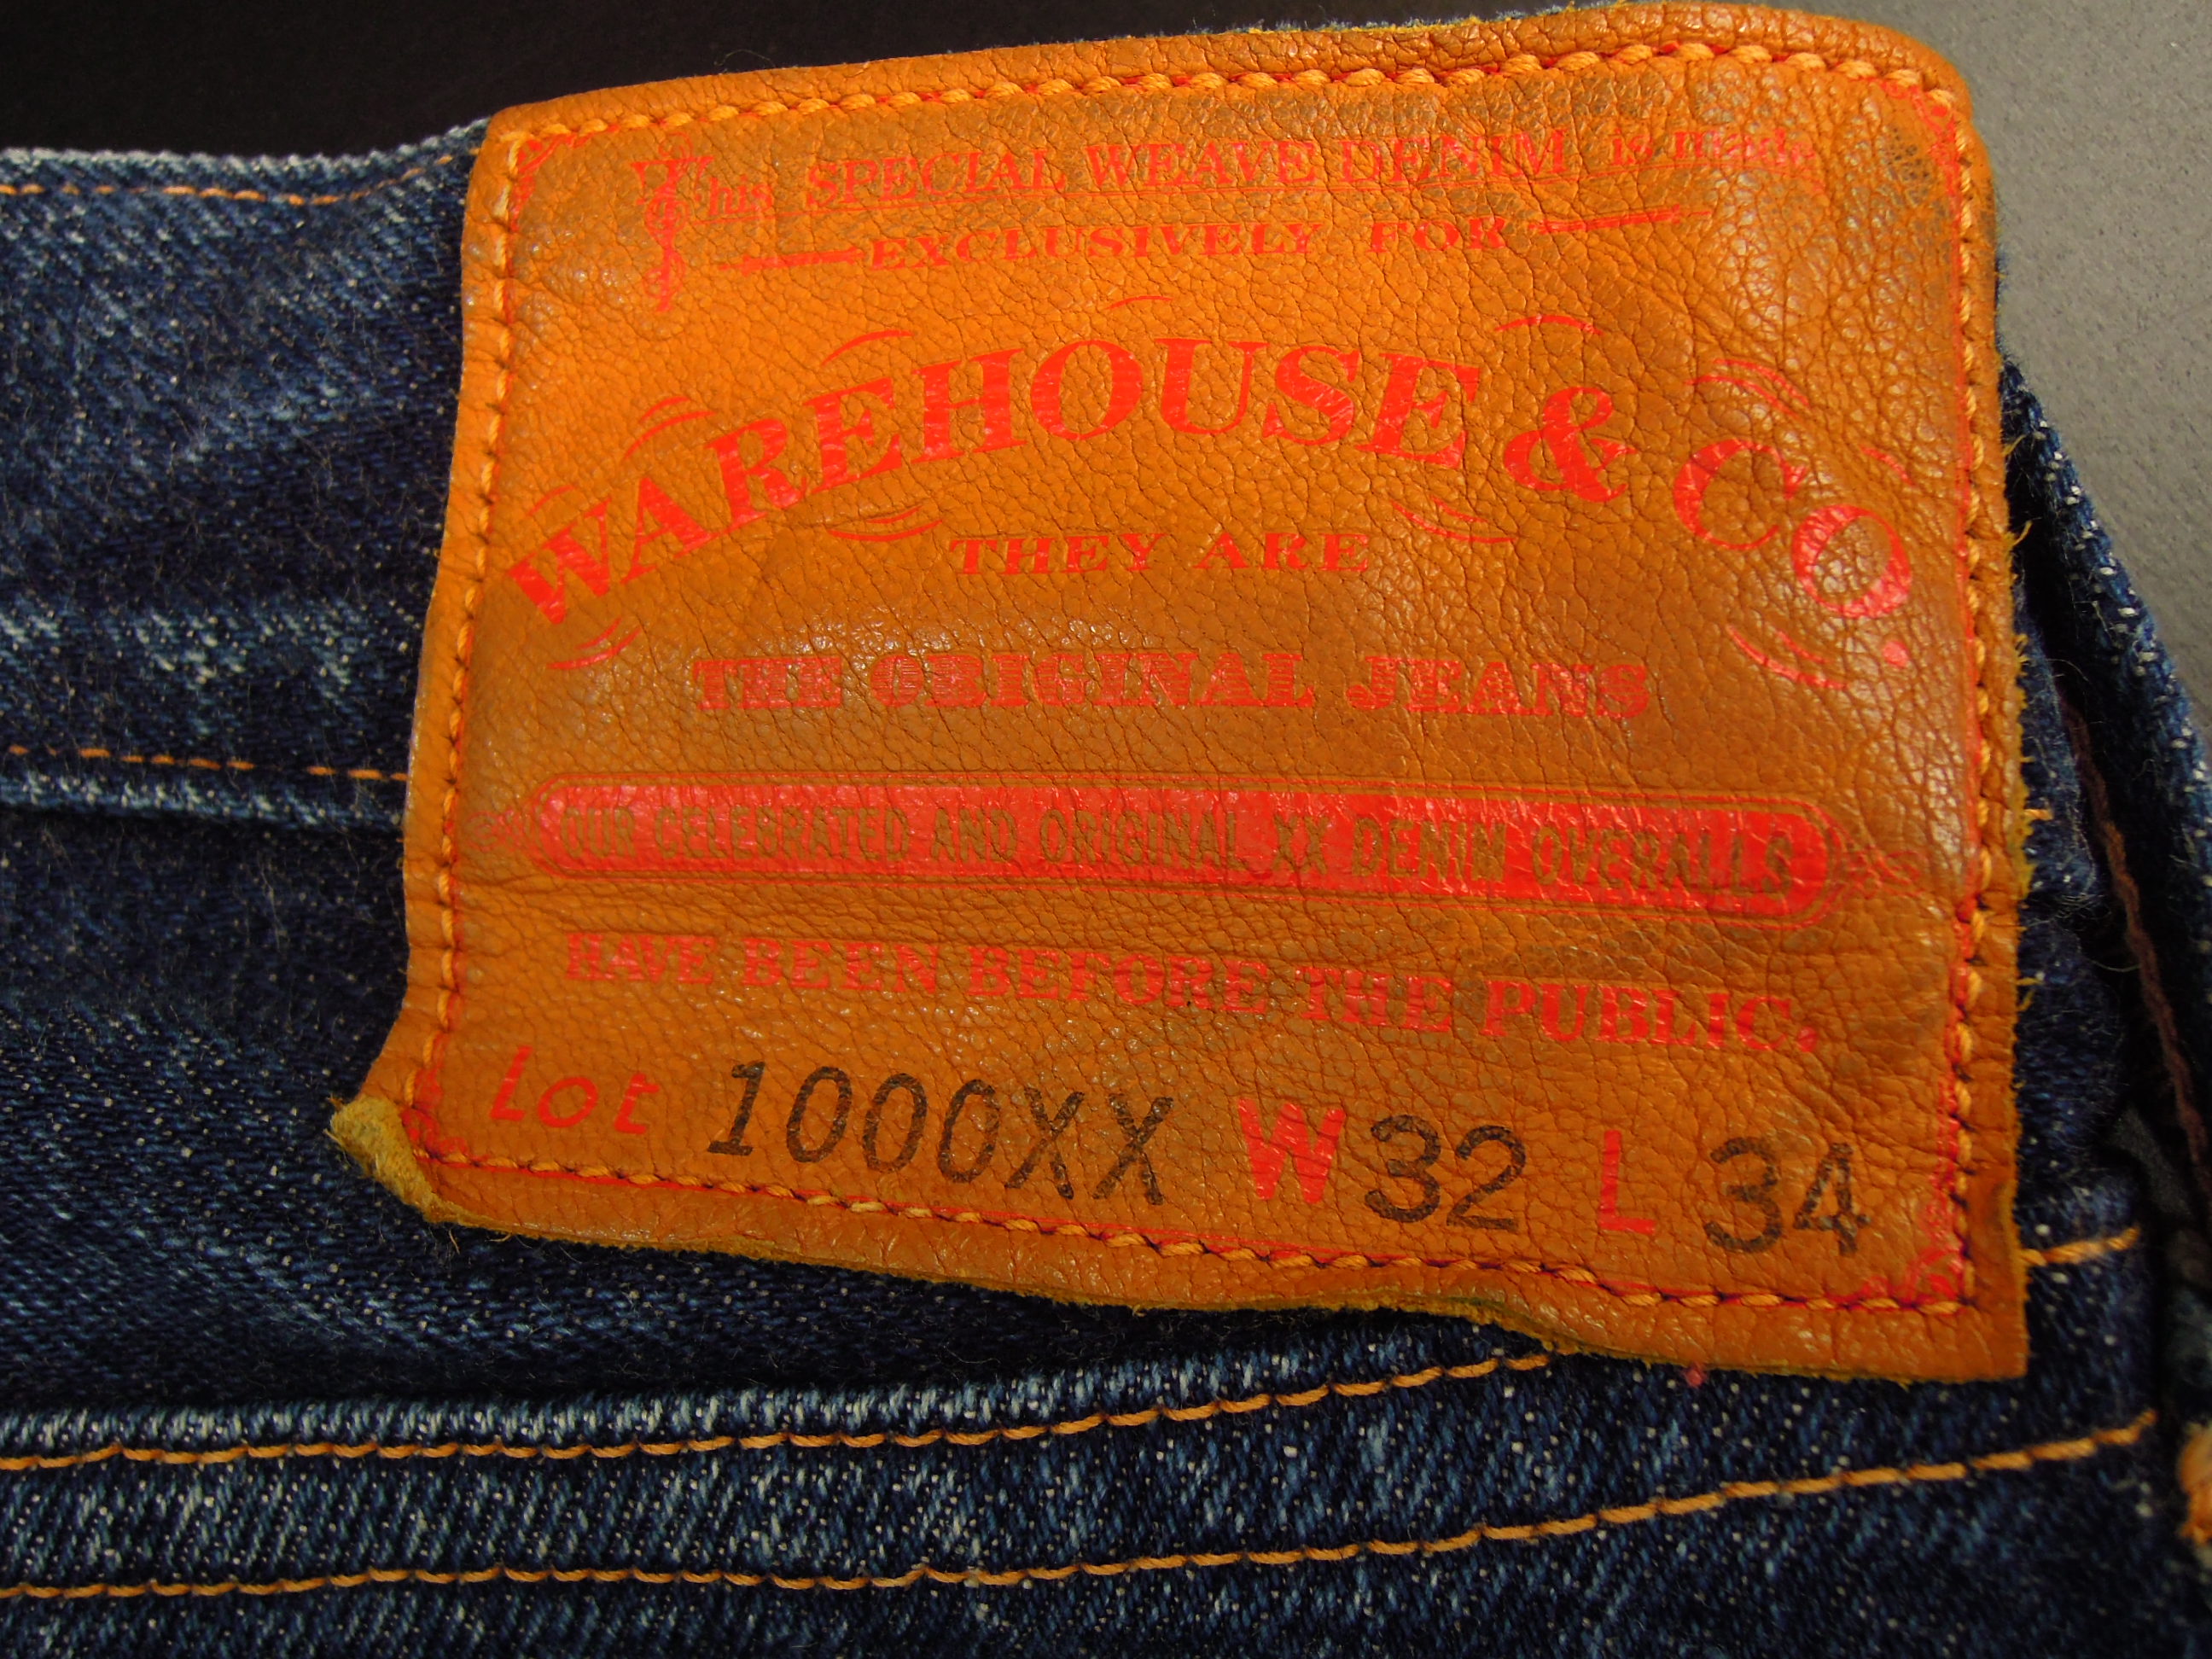 This SPECIAL WEAVE DENIM is made
EXCLUSIVELY FOR
WAREHOUSE & CO.
THEY ARE
THE ORIGINAL JEANS
OUR CELEBRATED AND ORIGINAL XX DENIM OVERALLS
HAVE BEEN BEFORE THE PUBLIC.
Lot 1000XX W 32 L 34